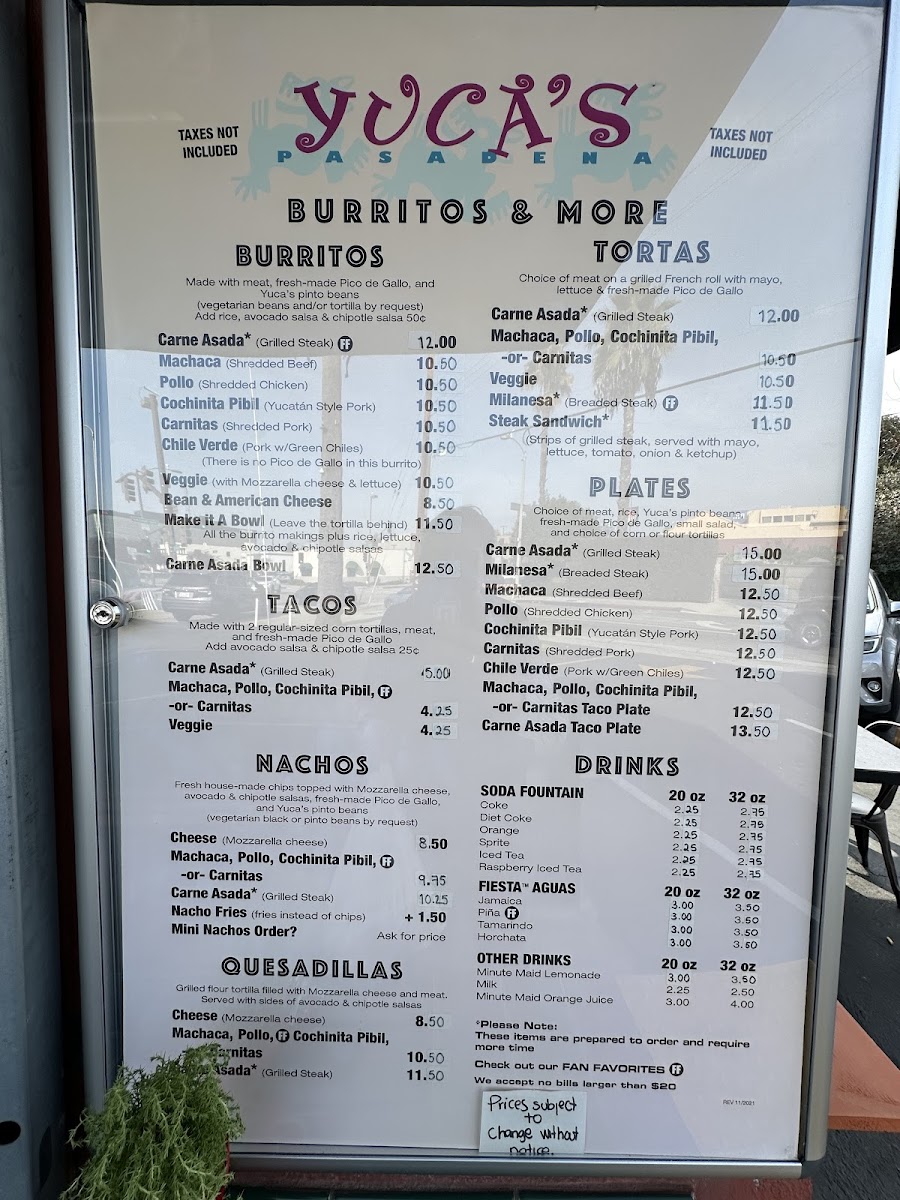 YUCA'S
PASADENA
TAXES NOT
INCLUDED
TAXES NOT
INCLUDED
BURRITOS & MORE
BURRITOS
Made with meat, fresh-made Pico de Gallo, and
Yuca's pinto beans
(vegetarian beans and/or tortilla by request)
Add rice, avocado salsa & chipotle salsa 50¢
Carne Asada* (Grilled Steak) FF 12.00
Machaca (Shredded Beef) 10.50
Pollo (Shredded Chicken) 10.50
Cochinita Pibil (Yucatán Style Pork) 10.50
Carnitas (Shredded Pork) 10.50
Chile Verde (Pork w/Green Chiles) 10.50
(There is no Pico de Gallo in this burrito)
Veggie (with Mozzarella cheese & lettuce) 10.50
Bean & American Cheese 8.50
Make it A Bowl (Leave the tortilla behind) 11.50
All the burrito makings plus rice, lettuce,
avocado & chipotle salsas
Carne Asada Bowl 12.50
TACOS
Made with 2 regular-sized corn tortillas, meat,
and fresh-made Pico de Gallo
Add avocado salsa & chipotle salsa 25¢
Carne Asada* (Grilled Steak) 5.00
Machaca, Pollo, Cochinita Pibil, FF
-or- Carnitas 4.25
Veggie 4.25
NACHOS
Fresh house-made chips topped with Mozzarella cheese,
avocado & chipotle salsas, fresh-made Pico de Gallo,
and Yuca's pinto beans
(vegetarian black or pinto beans by request)
Cheese (Mozzarella cheese) 8.50
Machaca, Pollo, Cochinita Pibil, FF
-or- Carnitas 9.75
Carne Asada* (Grilled Steak) 10.25
Nacho Fries (fries instead of chips) + 1.50
Mini Nachos Order? Ask for price
QUESADILLAS
Grilled flour tortilla filled with Mozzarella cheese and meat.
Served with sides of avocado & chipotle salsas
Cheese (Mozzarella cheese) 8.50
Machaca, Pollo, FF Cochinita Pibil,
Carnitas 10.50
Asada* (Grilled Steak) 11.50
TORTAS
Choice of meat on a grilled French roll with mayo,
lettuce & fresh-made Pico de Gallo
Carne Asada* (Grilled Steak) 12.00
Machaca, Pollo, Cochinita Pibil,
-or- Carnitas 10.50
Veggie 10.50
Milanesa* (Breaded Steak) FF 11.50
Steak Sandwich* 11.50
(Strips of grilled steak, served with mayo,
lettuce, tomato, onion & ketchup)
PLATES
Choice of meat, rice, Yuca's pinto beans,
fresh-made Pico de Gallo, small salad,
and choice of corn or flour tortillas
Carne Asada* (Grilled Steak) 15.00
Milanesa* (Breaded Steak) 15.00
Machaca (Shredded Beef) 12.50
Pollo (Shredded Chicken) 12.50
Cochinita Pibil (Yucatán Style Pork) 12.50
Carnitas (Shredded Pork) 12.50
Chile Verde (Pork w/Green Chiles) 12.50
Machaca, Pollo, Cochinita Pibil,
-or- Carnitas Taco Plate 12.50
Carne Asada Taco Plate 13.50
DRINKS
SODA FOUNTAIN 20 oz 32 oz
Coke 2.25 2.75
Diet Coke 2.25 2.75
Orange 2.25 2.75
Sprite 2.25 2.75
Iced Tea 2.25 2.75
Raspberry Iced Tea 2.25 2.75
FIESTA™ AGUAS 20 oz 32 oz
Jamaica 3.00 3.50
Piña FF 3.00 3.50
Tamarindo 3.00 3.50
Horchata 3.00 3.50
OTHER DRINKS 20 oz 32 oz
Minute Maid Lemonade 3.00 3.50
Milk 2.25 2.50
Minute Maid Orange Juice 3.00 4.00
*Please Note:
These items are prepared to order and require
more time
Check out our FAN FAVORITES FF
We accept no bills larger than $20
REV 11/2021
Prices subject
to
change without
notice.